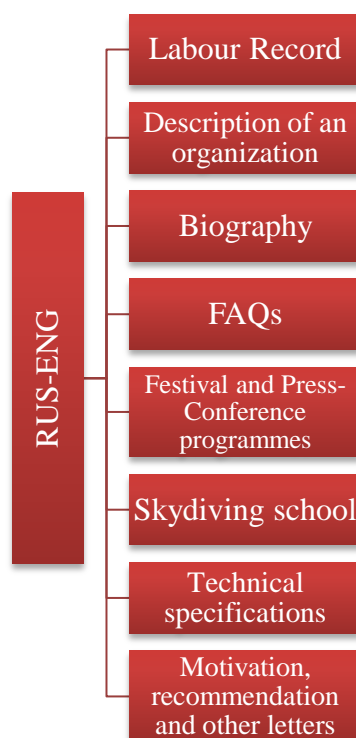 RUS-ENG
Labour Record
Description of an
organization
Biography
FAQs
Festival and Press-
Conference
programmes
Skydiving school
Technical
specifications
Motivation,
recommendation
and other letters